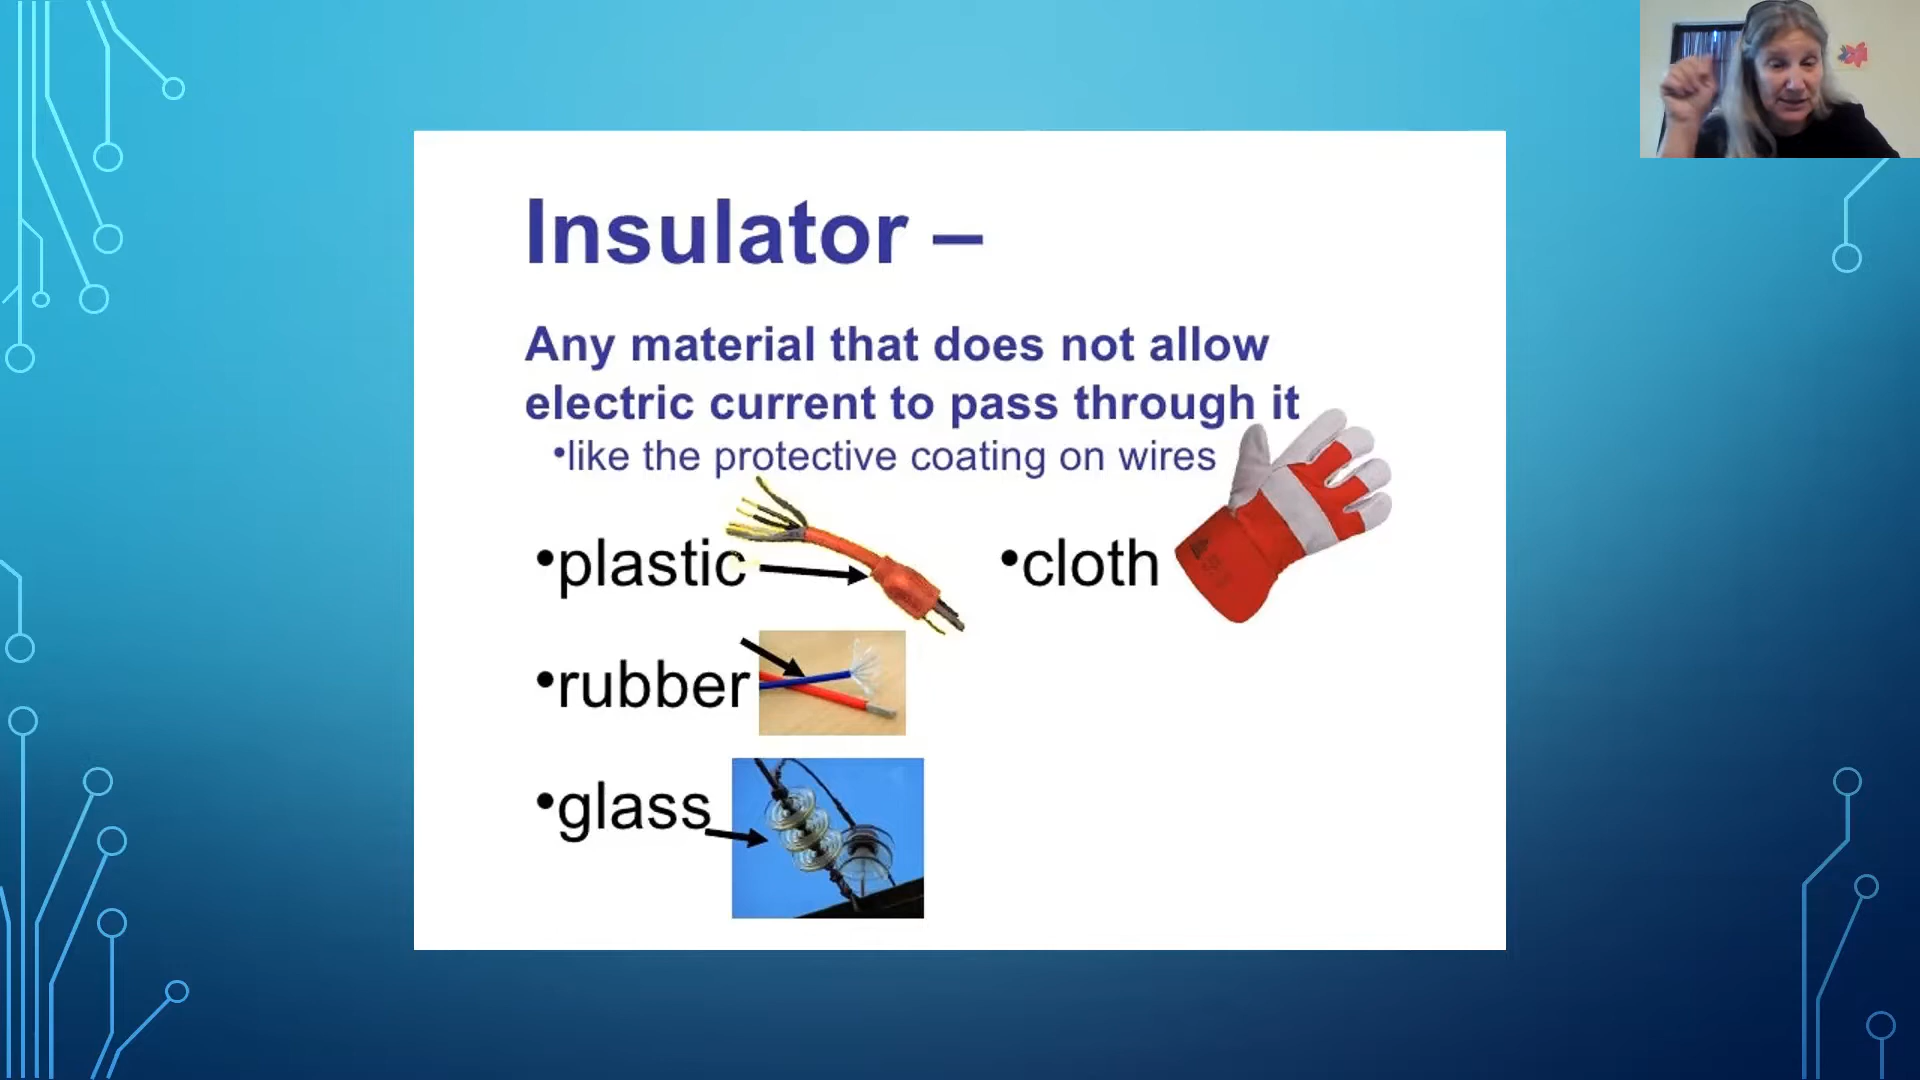 Insulator –
Any material that does not allow
electric current to pass through it
•like the protective coating on wires
•plastic
•rubber
•glass
•cloth